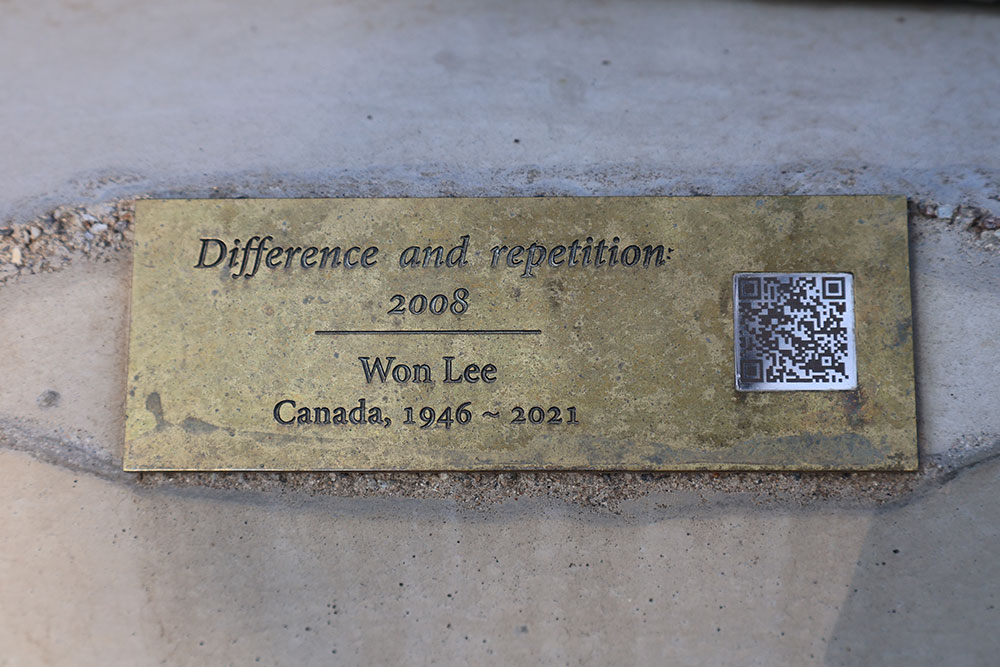 Difference and repetition:
2008
Won Lee
Canada, 1946 ~ 2021